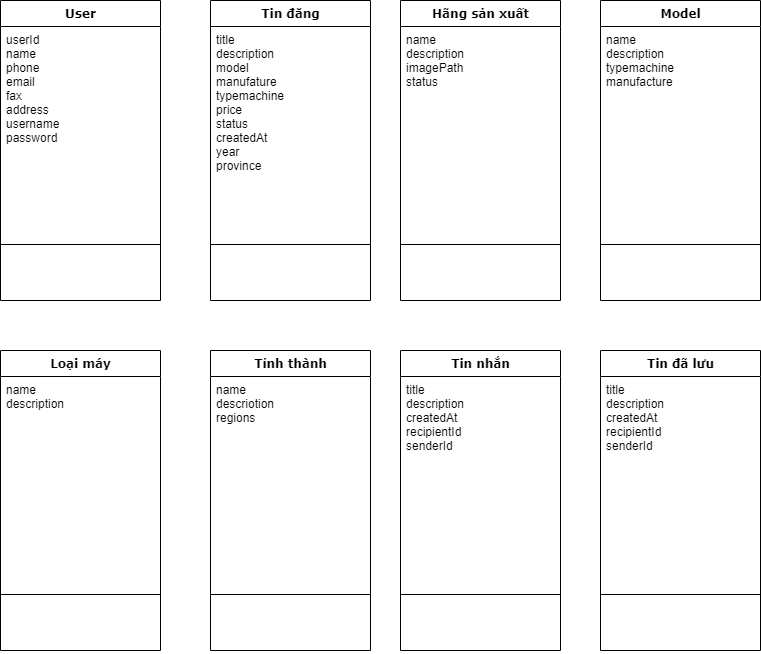 User
userId
name
phone
email
fax
address
username
password
Tin đăng
title
description
model
manufature
typemachine
price
status
createdAt
year
province
Hãng sản xuất
name
description
imagePath
status
Model
name
description
typemachine
manufacture
Loại máy
name
description
Tỉnh thành
name
descriotion
regions
Tin nhắn
title
description
createdAt
recipientId
senderId
Tin đã lưu
title
description
createdAt
recipientId
senderId